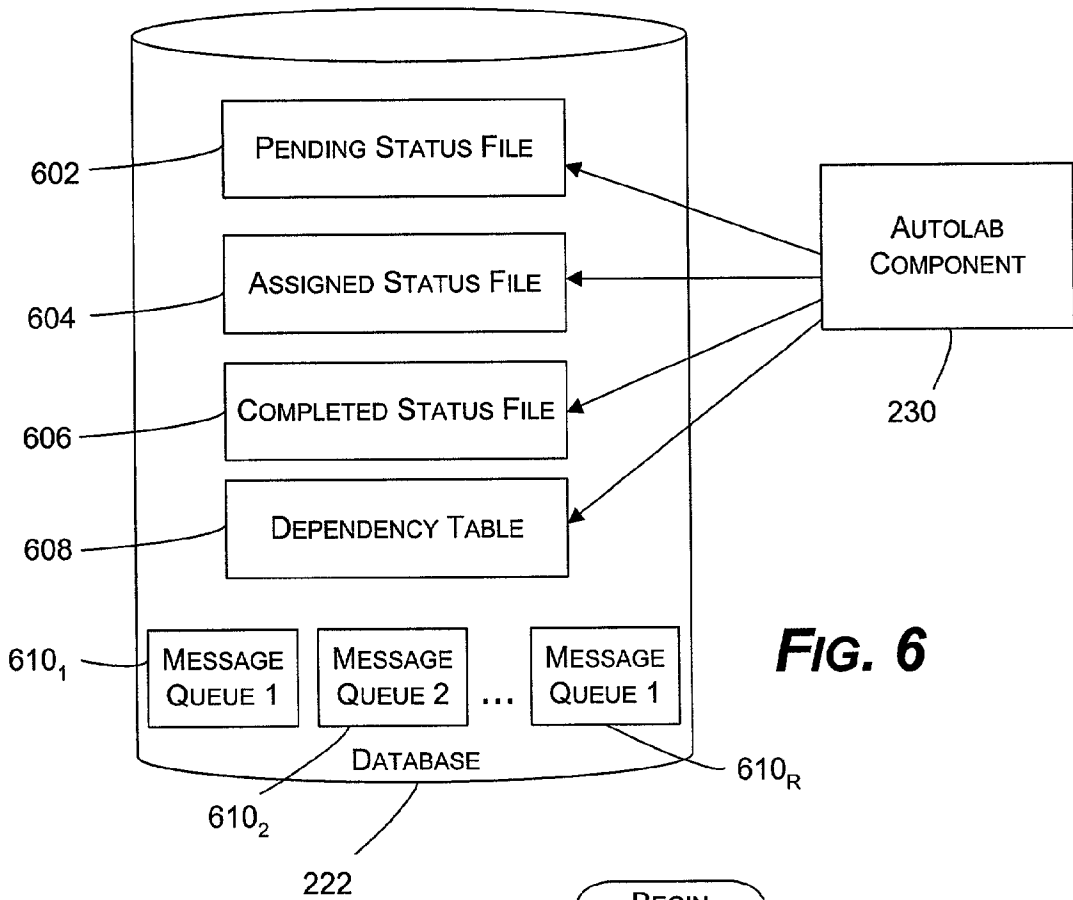 PENDING STATUS FILE
602
AUTOLAB
COMPONENT
ASSIGNED STATUS FILE
604
230
COMPLETED STATUS FILE
606
DEPENDENCY TABLE
608
FIG. 6
610₁
MESSAGE
QUEUE 1
MESSAGE
QUEUE 2
...
MESSAGE
QUEUE 1
DATABASE
610R
610₂
222
BEGIN